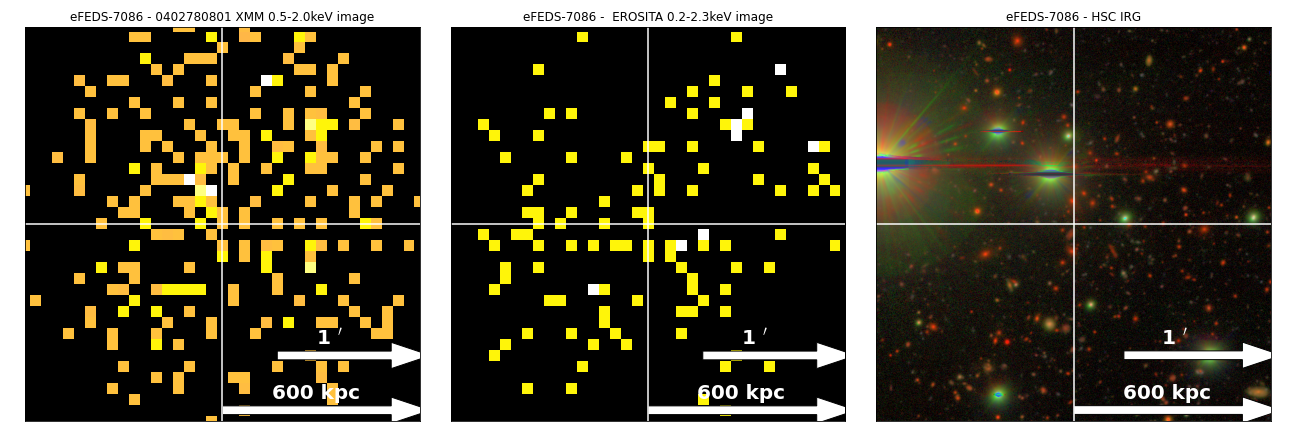 eFEDS-7086 - 0402780801 XMM 0.5-2.0keV image
1 ′
600 kpc
eFEDS-7086 - EROSITA 0.2-2.3keV image
1 ′
600 kpc
eFEDS-7086 - HSC IRG
1 ′
600 kpc